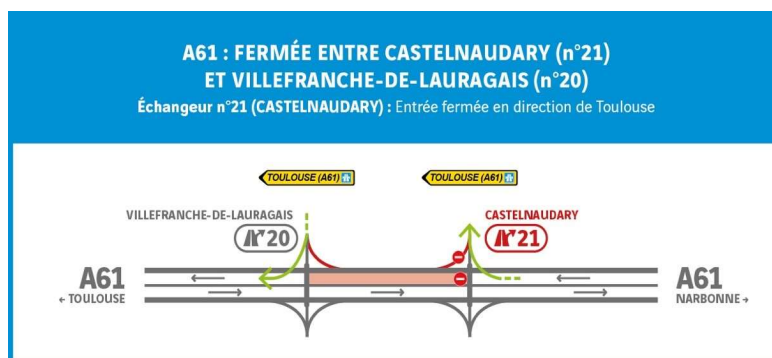 A61 : FERMÉE ENTRE CASTELNAUDARY (n°21)
ET VILLEFRANCHE-DE-LAURAGAIS (n°20)
Échangeur n°21 (CASTELNAUDARY) : Entrée fermée en direction de Toulouse
TOULOUSE (A61)
TOULOUSE (A61)
VILLEFRANCHE-DE-LAURAGAIS
20
CASTELNAUDARY
21
A61
← TOULOUSE
A61
NARBONNE →